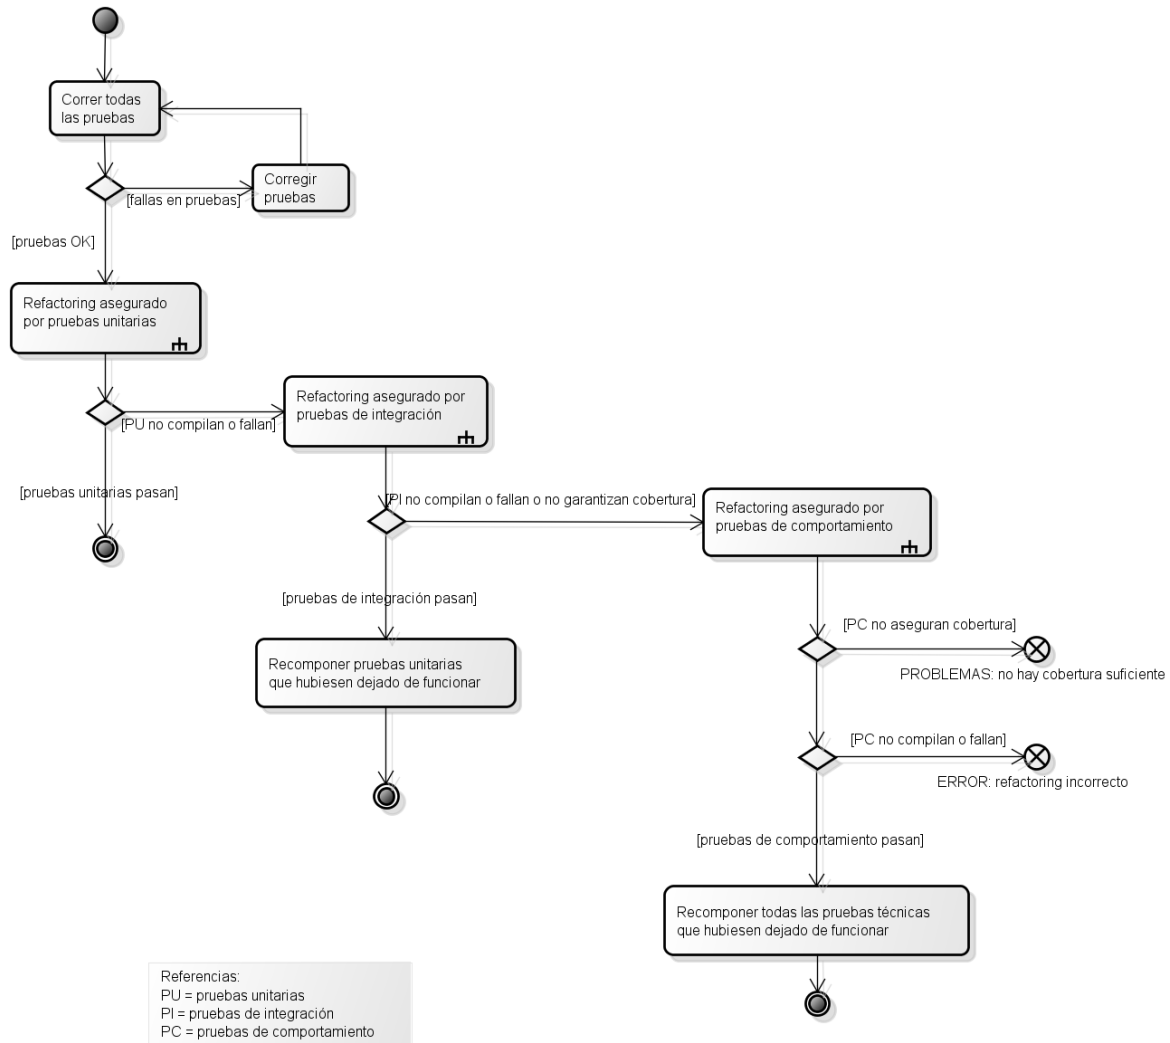 Correr todas
las pruebas
Corregir
pruebas
[fallas en pruebas]
[pruebas OK]
Refactoring asegurado
por pruebas unitarias
Refactoring asegurado por
pruebas de integración
[PU no compilan o fallan]
[pruebas unitarias pasan]
[PI no compilan o fallan o no garantizan cobertura]
Refactoring asegurado por
pruebas de comportamiento
[pruebas de integración pasan]
[PC no aseguran cobertura]
Recomponer pruebas unitarias
que hubiesen dejado de funcionar
PROBLEMAS: no hay cobertura suficiente
[PC no compilan o fallan]
ERROR: refactoring incorrecto
[pruebas de comportamiento pasan]
Recomponer todas las pruebas técnicas
que hubiesen dejado de funcionar
Referencias:
PU = pruebas unitarias
PI = pruebas de integración
PC = pruebas de comportamiento